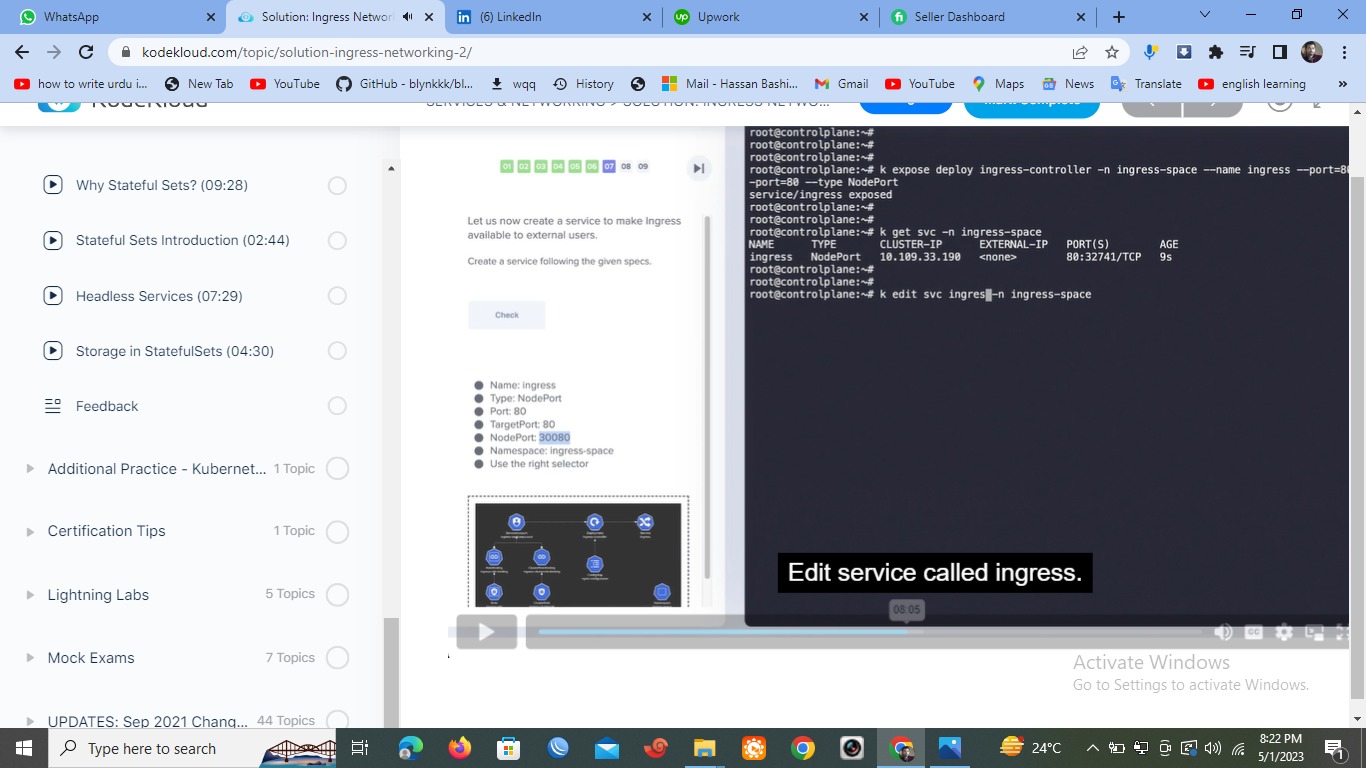 WhatsApp
Solution: Ingress Networ
(6) LinkedIn
Upwork
Seller Dashboard
kodekloud.com/topic/solution-ingress-networking-2/
how to write urdu i...
New Tab
YouTube
GitHub - blynkkk/bl...
wqq
History
Mail - Hassan Bashi...
Gmail
YouTube
Maps
News
Translate
english learning
»
KodeKloud
SERVICES & NETWORKING > SOLUTION: INGRESS NETWO...
Why Stateful Sets? (09:28)
Stateful Sets Introduction (02:44)
Headless Services (07:29)
Storage in StatefulSets (04:30)
Feedback
Additional Practice - Kubernet... 1 Topic
Certification Tips 1 Topic
Lightning Labs 5 Topics
Mock Exams 7 Topics
UPDATES: Sep 2021 Chang... 44 Topics
01 02 03 04 05 06 07 08 09
Let us now create a service to make Ingress
available to external users.
Create a service following the given specs.
Check
Name: ingress
Type: NodePort
Port: 80
TargetPort: 80
NodePort: 30080
Namespace: ingress-space
Use the right selector
root@controlplane:~#
root@controlplane:~#
root@controlplane:~#
root@controlplane:~# k expose deploy ingress-controller -n ingress-space --name ingress --port=80
-port=80 --type NodePort
service/ingress exposed
root@controlplane:~#
root@controlplane:~#
root@controlplane:~# k get svc -n ingress-space
NAME TYPE CLUSTER-IP EXTERNAL-IP PORT(S) AGE
ingress NodePort 10.109.33.190 <none> 80:32741/TCP 9s
root@controlplane:~#
root@controlplane:~#
root@controlplane:~# k edit svc ingres -n ingress-space
Edit service called ingress.
08:05
CC
Activate Windows
Go to Settings to activate Windows.
Type here to search
24°C
8:22 PM
5/1/2023
1